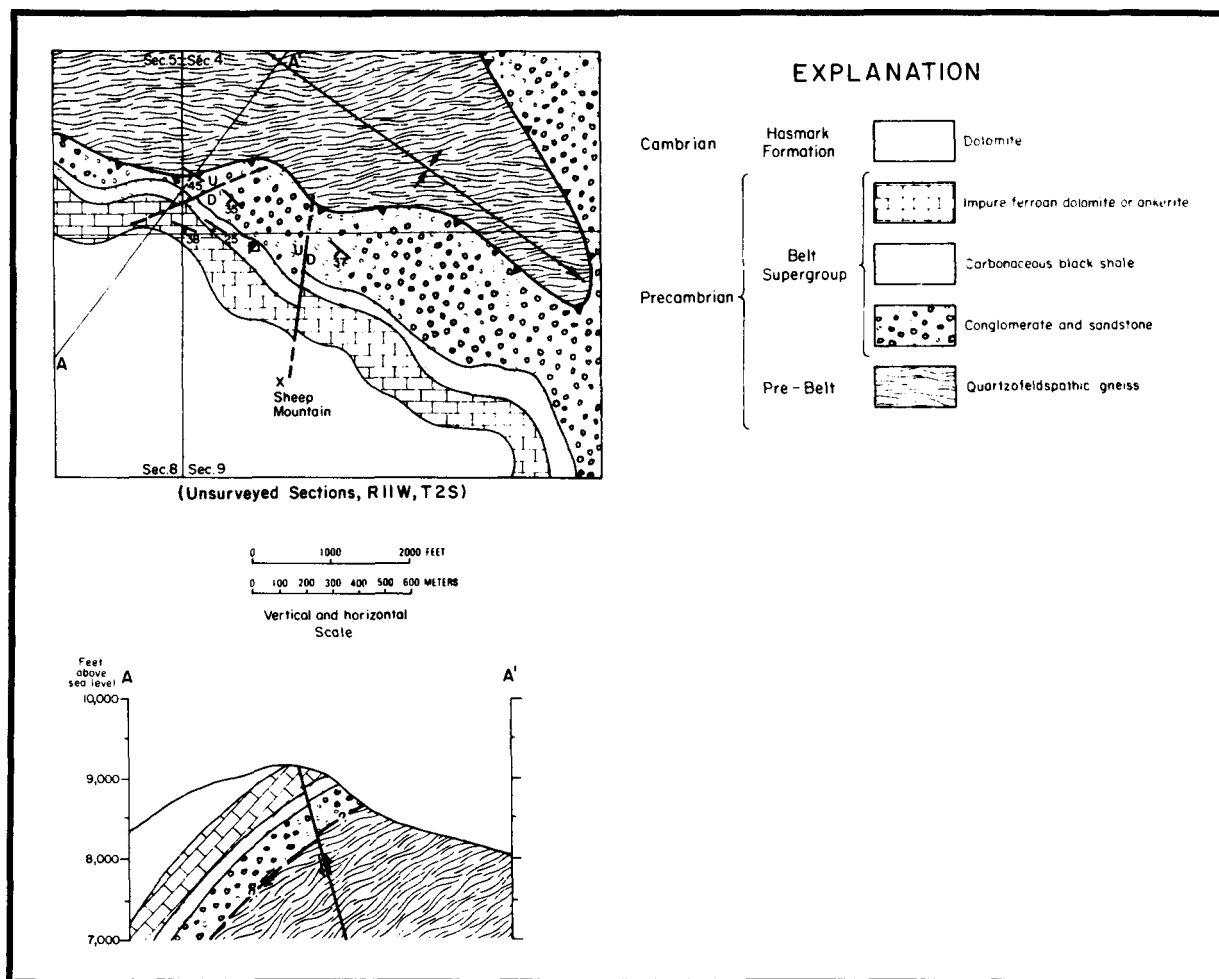 Sec.5 Sec.4
A'
45 U
D
35
38 25
U
D
37
A
X
Sheep
Mountain
Sec.8 Sec.9
(Unsurveyed Sections, R11W, T2S)
EXPLANATION
Cambrian
Hasmark
Formation
Dolomite
Impure ferroan dolomite or ankerite
Belt
Supergroup
Carbonaceous black shale
Precambrian
Conglomerate and sandstone
Pre-Belt
Quartzofeldspathic gneiss
0 1000 2000 FEET
0 100 200 300 400 500 600 METERS
Vertical and horizontal
Scale
Feet
above
sea level
A
A'
10,000
9,000
8,000
7,000
?